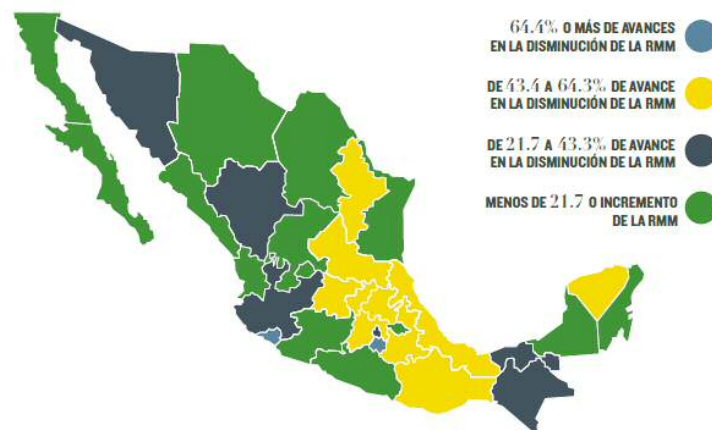 64.4% O MÁS DE AVANCES
EN LA DISMINUCIÓN DE LA RMM
DE 43.4 A 64.3% DE AVANCE
EN LA DISMINUCIÓN DE LA RMM
DE 21.7 A 43.3% DE AVANCE
EN LA DISMINUCIÓN DE LA RMM
MENOS DE 21.7 O INCREMENTO
DE LA RMM